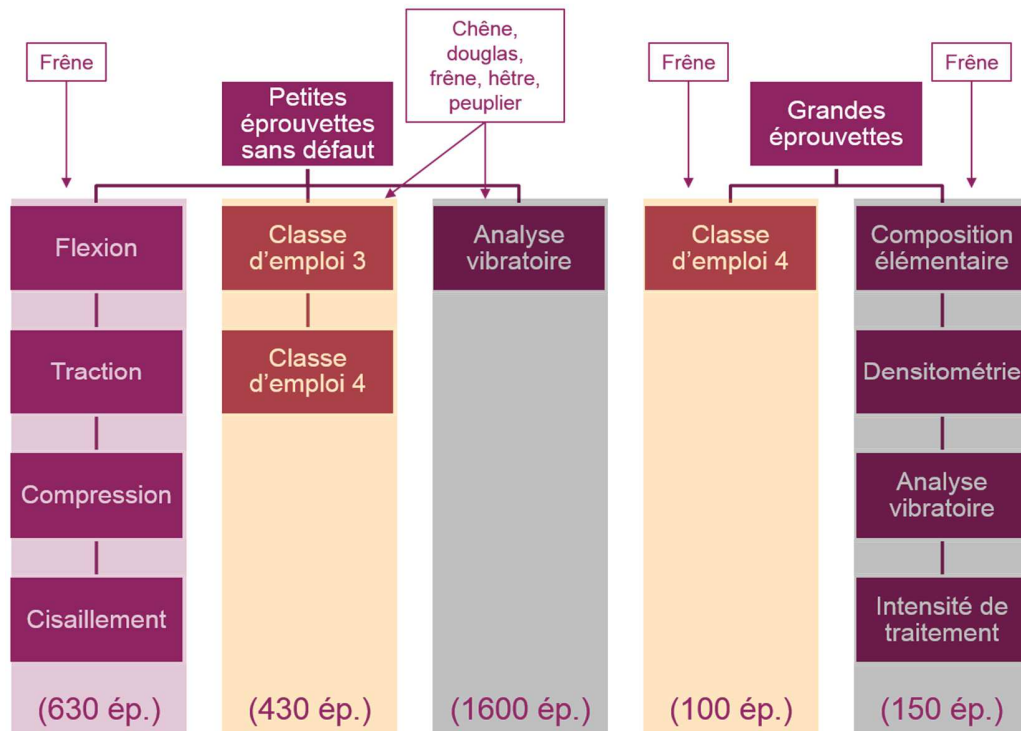 Frêne
Chêne,
douglas,
frêne, hêtre,
peuplier
Frêne
Frêne
Petites
éprouvettes
sans défaut
Grandes
éprouvettes
Flexion
Classe
d'emploi 3
Analyse
vibratoire
Classe
d'emploi 4
Composition
élémentaire
Traction
Classe
d'emploi 4
Densitométrie
Compression
Analyse
vibratoire
Cisaillement
Intensité de
traitement
(630 ép.)
(430 ép.)
(1600 ép.)
(100 ép.)
(150 ép.)